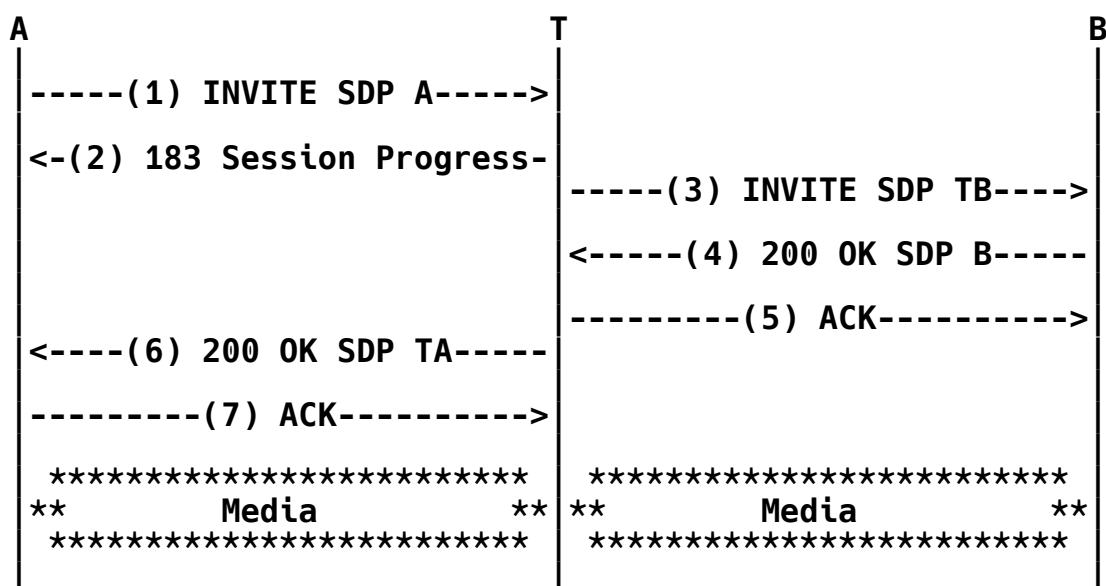 A T B
-----(1) INVITE SDP A----->
<-(2) 183 Session Progress-
-----(3) INVITE SDP TB---->
<-----(4) 200 OK SDP B-----
---------(5) ACK---------->
<----(6) 200 OK SDP TA-----
---------(7) ACK---------->
************************* *************************
** Media ** ** Media **
************************* *************************